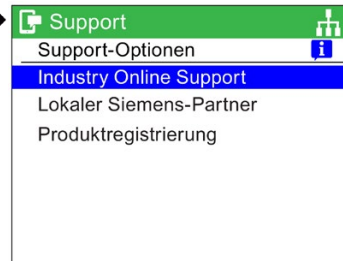 Support
Support-Optionen
Industry Online Support
Lokaler Siemens-Partner
Produktregistrierung